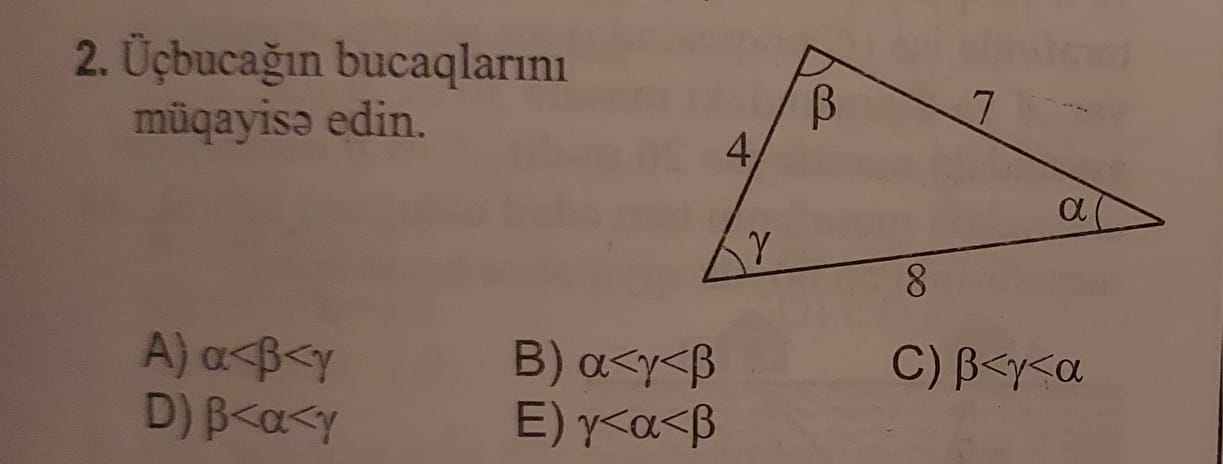 2. Üçbucağın bucaqlarını
müqayisə edin.
β
7
4
α
γ
8
A) α<β<γ B) α<γ<β C) β<γ<α
D) β<α<γ E) γ<α<β